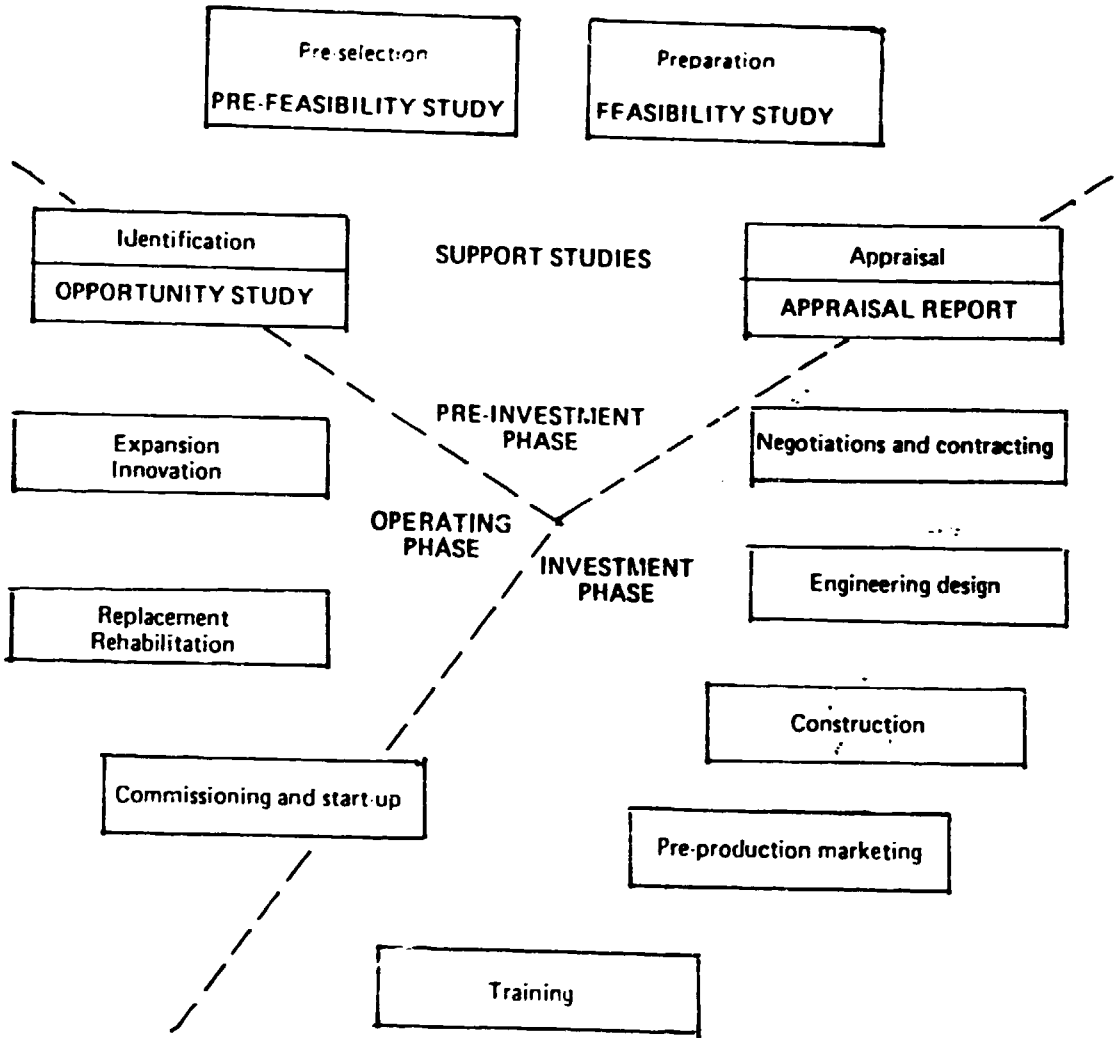 Pre-selection
PRE-FEASIBILITY STUDY
Preparation
FEASIBILITY STUDY
Identification
OPPORTUNITY STUDY
SUPPORT STUDIES
Appraisal
APPRAISAL REPORT
PRE-INVESTMENT
PHASE
Expansion
Innovation
Negotiations and contracting
OPERATING
PHASE
INVESTMENT
PHASE
Engineering design
Replacement
Rehabilitation
Construction
Commissioning and start-up
Pre-production marketing
Training